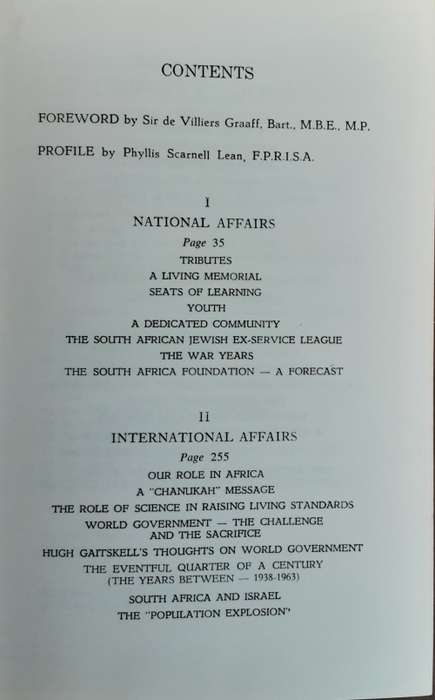 CONTENTS
FOREWORD by Sir de Villiers Graaff, Bart., M.B.E., M.P.
PROFILE by Phyllis Scarnell Lean, F.P.R.I.S.A.
I
NATIONAL AFFAIRS
Page 35
TRIBUTES
A LIVING MEMORIAL
SEATS OF LEARNING
YOUTH
A DEDICATED COMMUNITY
THE SOUTH AFRICAN JEWISH EX-SERVICE LEAGUE
THE WAR YEARS
THE SOUTH AFRICA FOUNDATION — A FORECAST
II
INTERNATIONAL AFFAIRS
Page 255
OUR ROLE IN AFRICA
A "CHANUKAH" MESSAGE
THE ROLE OF SCIENCE IN RAISING LIVING STANDARDS
WORLD GOVERNMENT — THE CHALLENGE
AND THE SACRIFICE
HUGH GAITSKELL'S THOUGHTS ON WORLD GOVERNMENT
THE EVENTFUL QUARTER OF A CENTURY
(THE YEARS BETWEEN — 1938-1963)
SOUTH AFRICA AND ISRAEL
THE "POPULATION EXPLOSION"